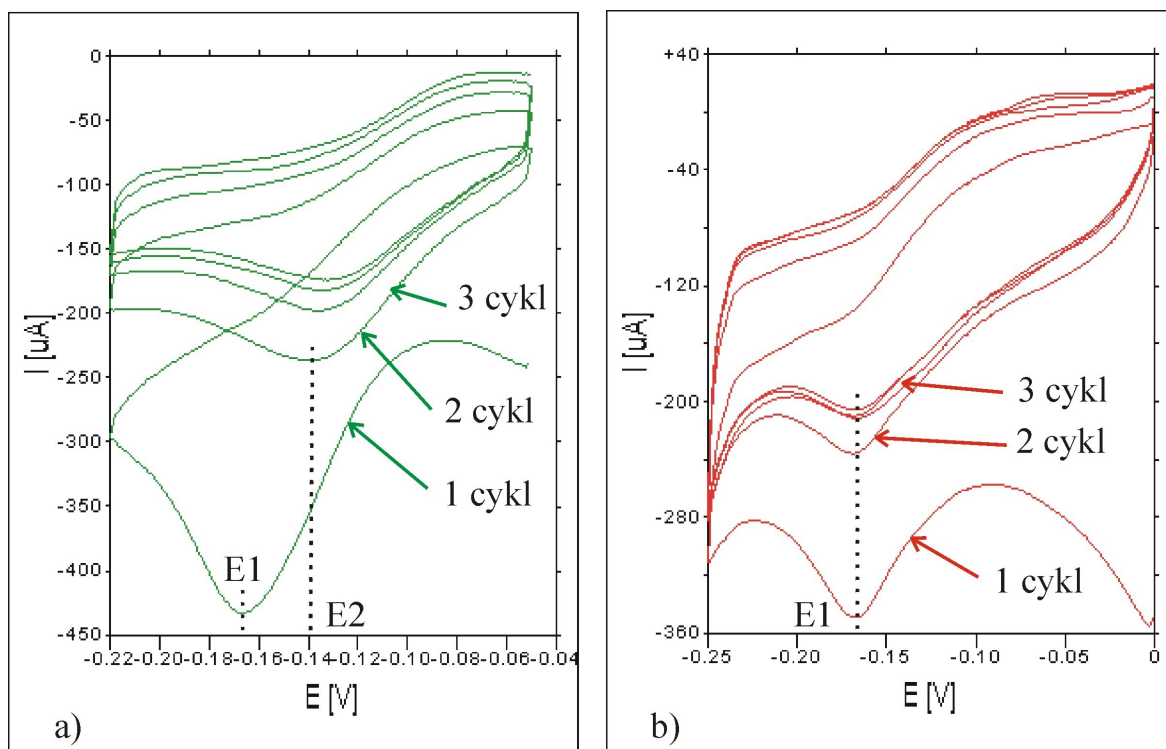 0
-50
-100
-150
-200
-250
-300
-350
-400
-450
I [uA]
-0.22 -0.20 -0.18 -0.16 -0.14 -0.12 -0.10 -0.08 -0.06 -0.04
E [V]
3 cykl
2 cykl
1 cykl
E1
E2
a)
+40
-40
-120
-200
-280
-360
I [uA]
-0.25 -0.20 -0.15 -0.10 -0.05 0
E [V]
3 cykl
2 cykl
1 cykl
E1
b)